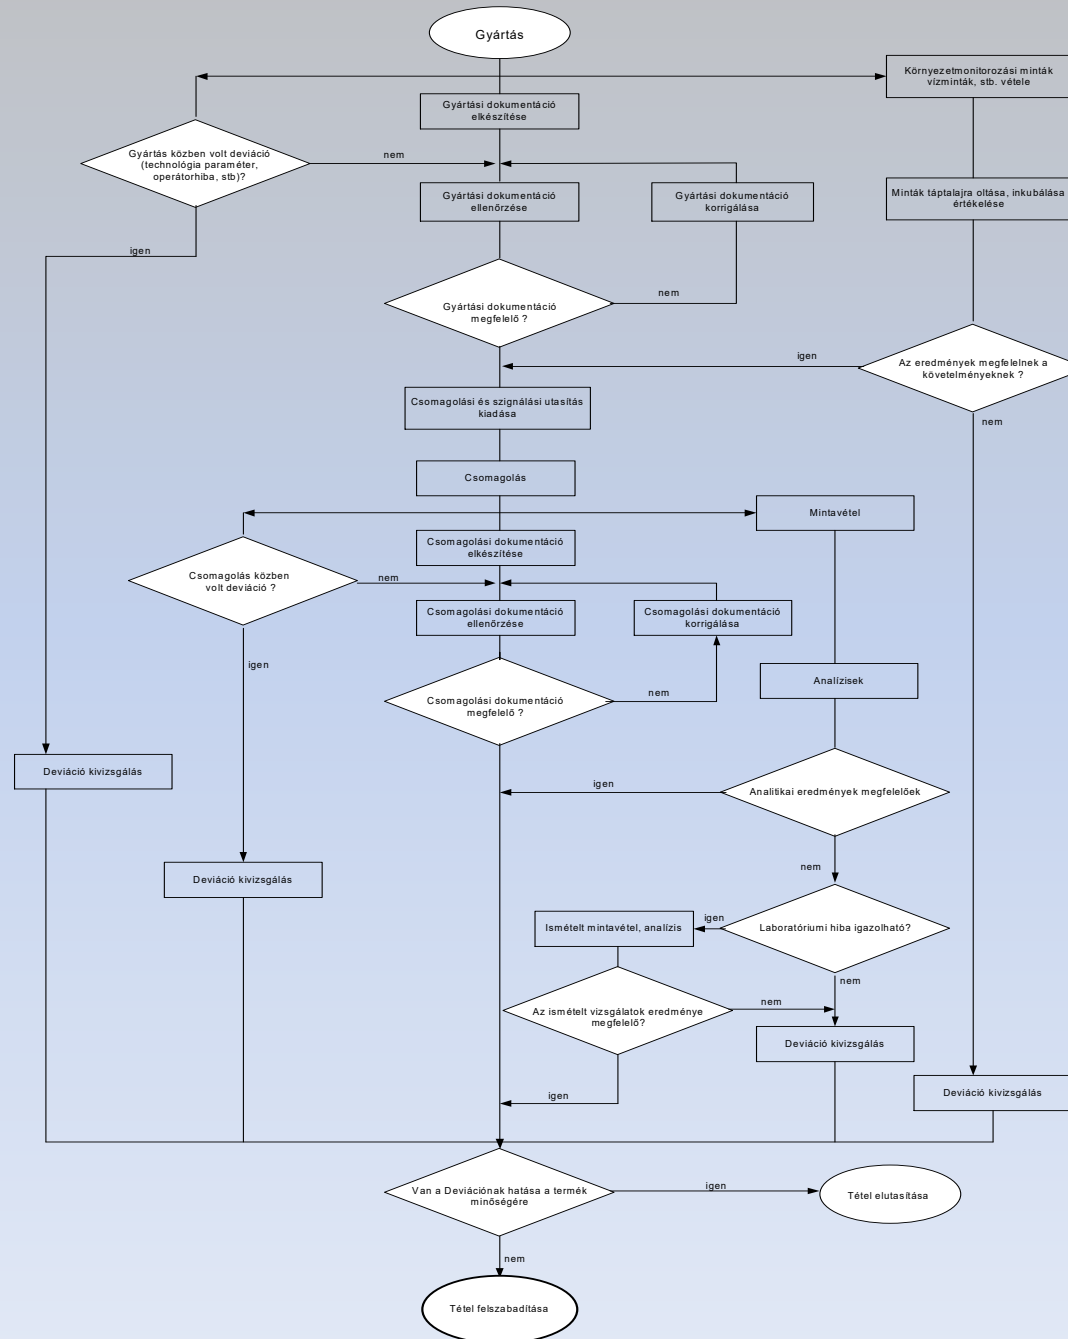 Gyártás
Környezetmonitorozási minták
vízminták, stb. vétele
Gyártási dokumentáció
elkészítése
Gyártás közben volt deviáció
(technológia paraméter,
operátorhiba, stb)?
nem
Gyártási dokumentáció
ellenőrzése
Gyártási dokumentáció
korrigálása
Minták táptalajra oltása, inkubálása
értékelése
igen
Gyártási dokumentáció
megfelelő ?
nem
igen
Az eredmények megfelelnek a
követelményeknek ?
nem
Csomagolási és szignálási utasítás
kiadása
Csomagolás
Mintavétel
Csomagolási dokumentáció
elkészítése
Csomagolás közben
volt deviáció ?
nem
Csomagolási dokumentáció
ellenőrzése
Csomagolási dokumentáció
korrigálása
igen
Csomagolási dokumentáció
megfelelő ?
nem
Analízisek
Deviáció kivizsgálás
igen
Analitikai eredmények megfelelőek
nem
Deviáció kivizsgálás
Ismételt mintavétel, analízis
igen
Laboratóriumi hiba igazolható?
nem
Az ismételt vizsgálatok eredménye
megfelelő?
nem
Deviáció kivizsgálás
igen
Deviáció kivizsgálás
Van a Deviációnak hatása a termék
minőségére
igen
Tétel elutasítása
nem
Tétel felszabadítása